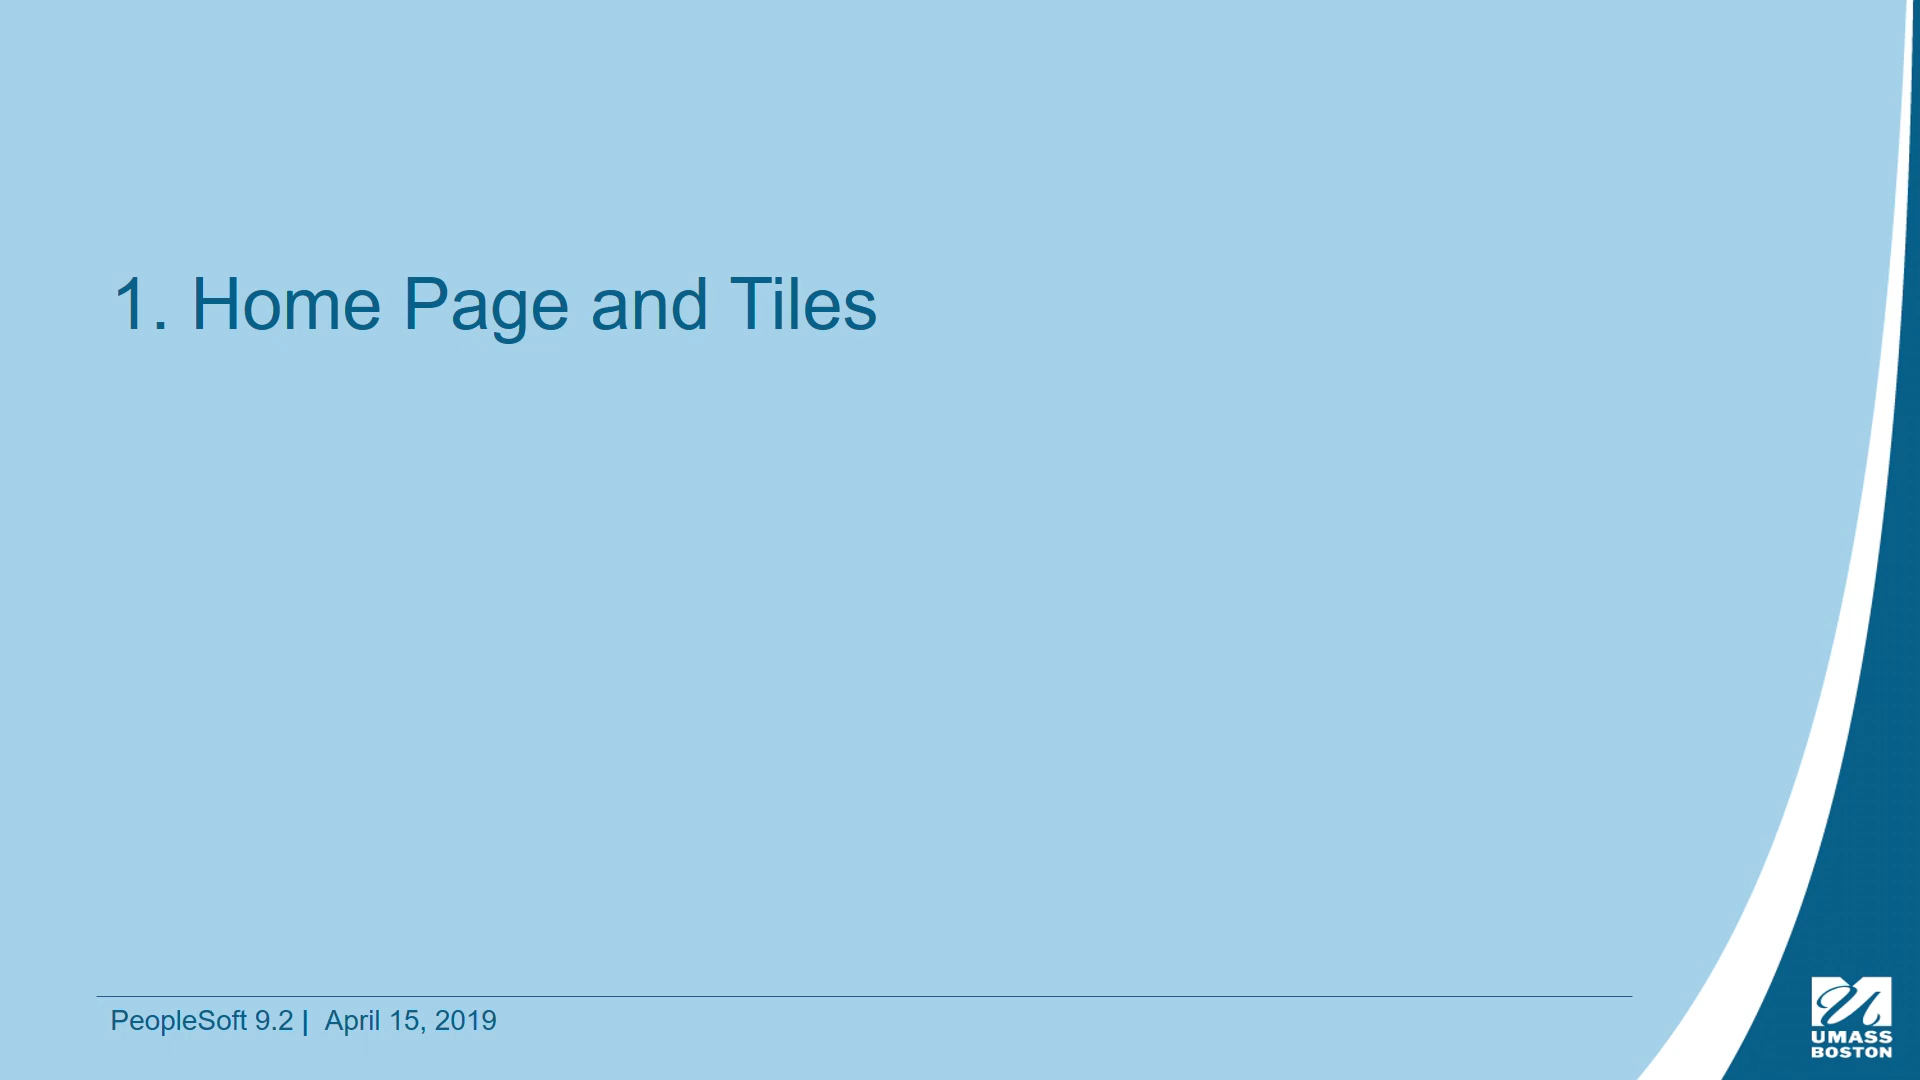 1. Home Page and Tiles
PeopleSoft 9.2 | April 15, 2019
UMASS
BOSTON